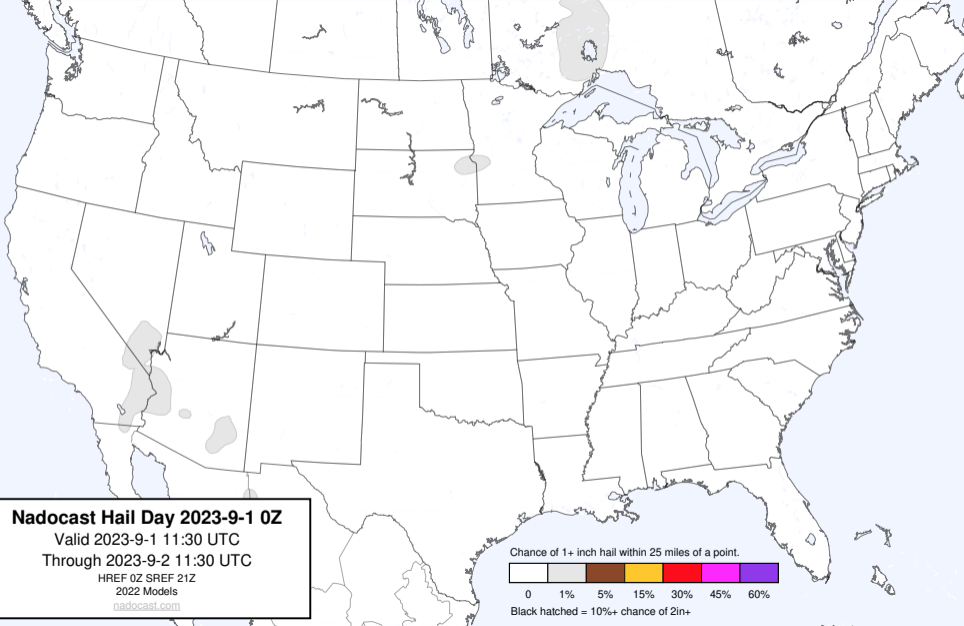 Nadocast Hail Day 2023-9-1 0Z
Valid 2023-9-1 11:30 UTC
Through 2023-9-2 11:30 UTC
HREF 0Z SREF 21Z
2022 Models
nadocast.com
Chance of 1+ inch hail within 25 miles of a point.
0 1% 5% 15% 30% 45% 60%
Black hatched = 10%+ chance of 2in+